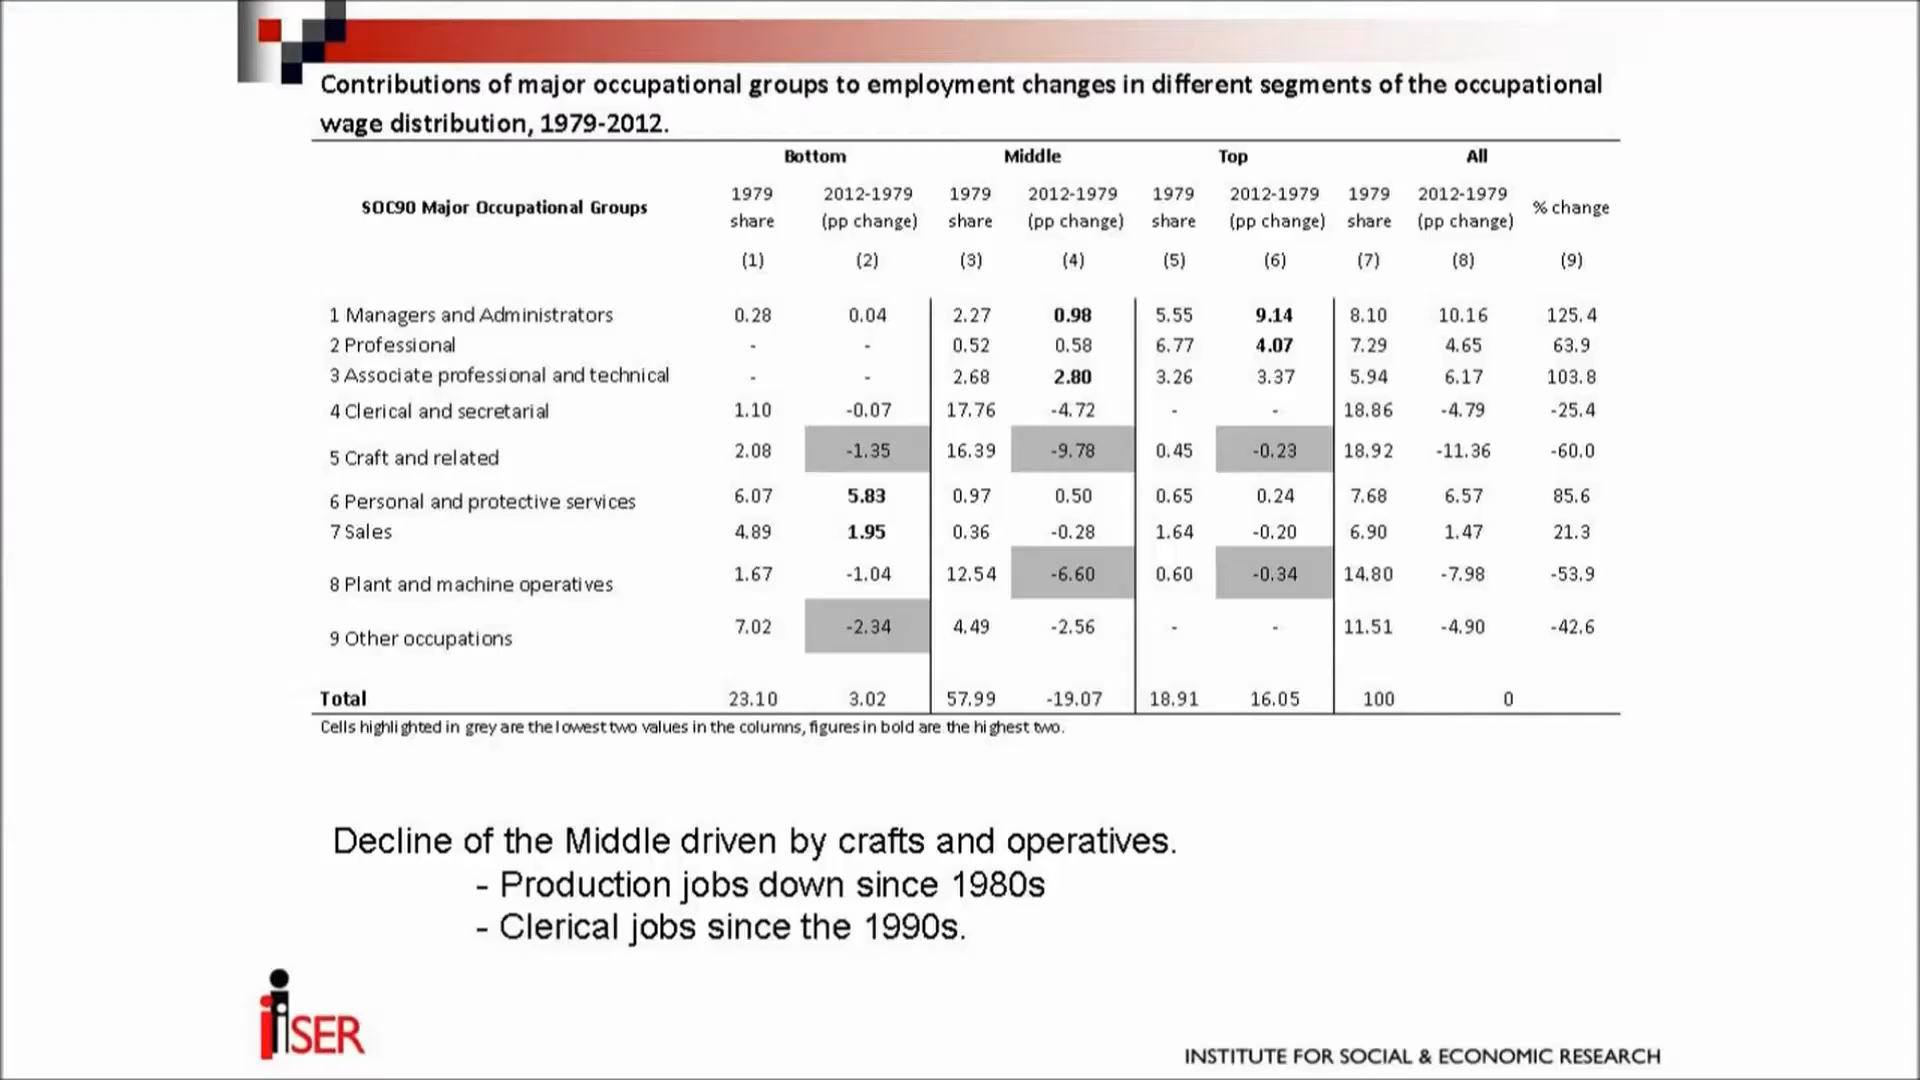 Contributions of major occupational groups to employment changes in different segments of the occupational
wage distribution, 1979-2012.
Bottom Middle Top All
SOC90 Major Occupational Groups 1979 share 2012-1979 (pp change) 1979 share 2012-1979 (pp change) 1979 share 2012-1979 (pp change) 1979 share 2012-1979 (pp change) % change
(1) (2) (3) (4) (5) (6) (7) (8) (9)
1 Managers and Administrators 0.28 0.04 2.27 0.98 5.55 9.14 8.10 10.16 125.4
2 Professional - - 0.52 0.58 6.77 4.07 7.29 4.65 63.9
3 Associate professional and technical - - 2.68 2.80 3.26 3.37 5.94 6.17 103.8
4 Clerical and secretarial 1.10 -0.07 17.76 -4.72 - - 18.86 -4.79 -25.4
5 Craft and related 2.08 -1.35 16.39 -9.78 0.45 -0.23 18.92 -11.36 -60.0
6 Personal and protective services 6.07 5.83 0.97 0.50 0.65 0.24 7.68 6.57 85.6
7 Sales 4.89 1.95 0.36 -0.28 1.64 -0.20 6.90 1.47 21.3
8 Plant and machine operatives 1.67 -1.04 12.54 -6.60 0.60 -0.34 14.80 -7.98 -53.9
9 Other occupations 7.02 -2.34 4.49 -2.56 - - 11.51 -4.90 -42.6
Total 23.10 3.02 57.99 -19.07 18.91 16.05 100 0
Cells highlighted in grey are the lowest two values in the columns, figures in bold are the highest two.
Decline of the Middle driven by crafts and operatives.
- Production jobs down since 1980s
- Clerical jobs since the 1990s.
iiSER
INSTITUTE FOR SOCIAL & ECONOMIC RESEARCH